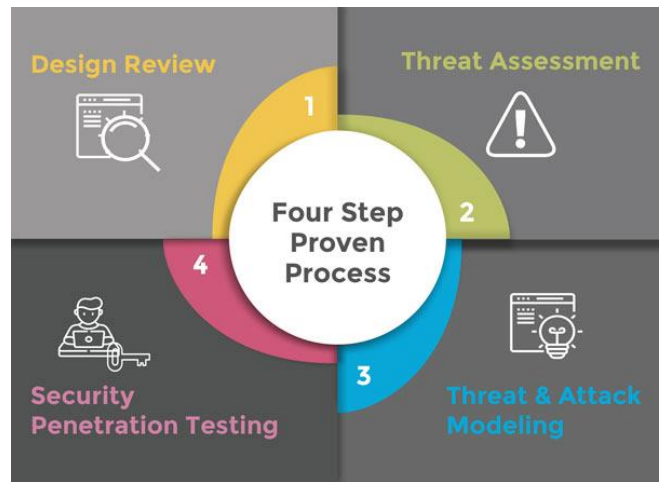 Design Review
1
Threat Assessment
2
Four Step
Proven
Process
3
Threat & Attack
Modeling
4
Security
Penetration Testing